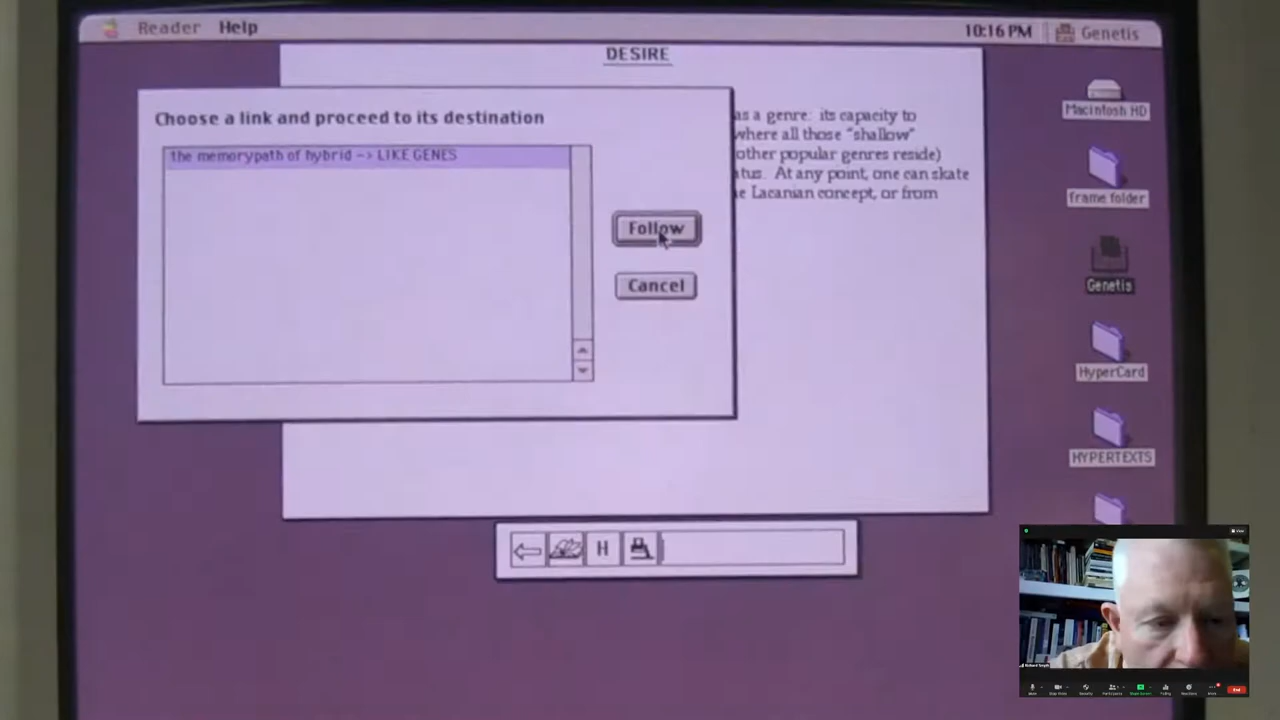 Reader Help
10:16 PM
Genetis
DESIRE
Choose a link and proceed to its destination
the memorypath of hybrid -> LIKE GENES
Follow
Cancel
as a genre: its capacity to
where all those "shallow"
other popular genres reside)
tus. At any point, one can skate
e Lacanian concept, or from
H
Macintosh HD
frame folder
Genetis
HyperCard
HYPERTEXTS